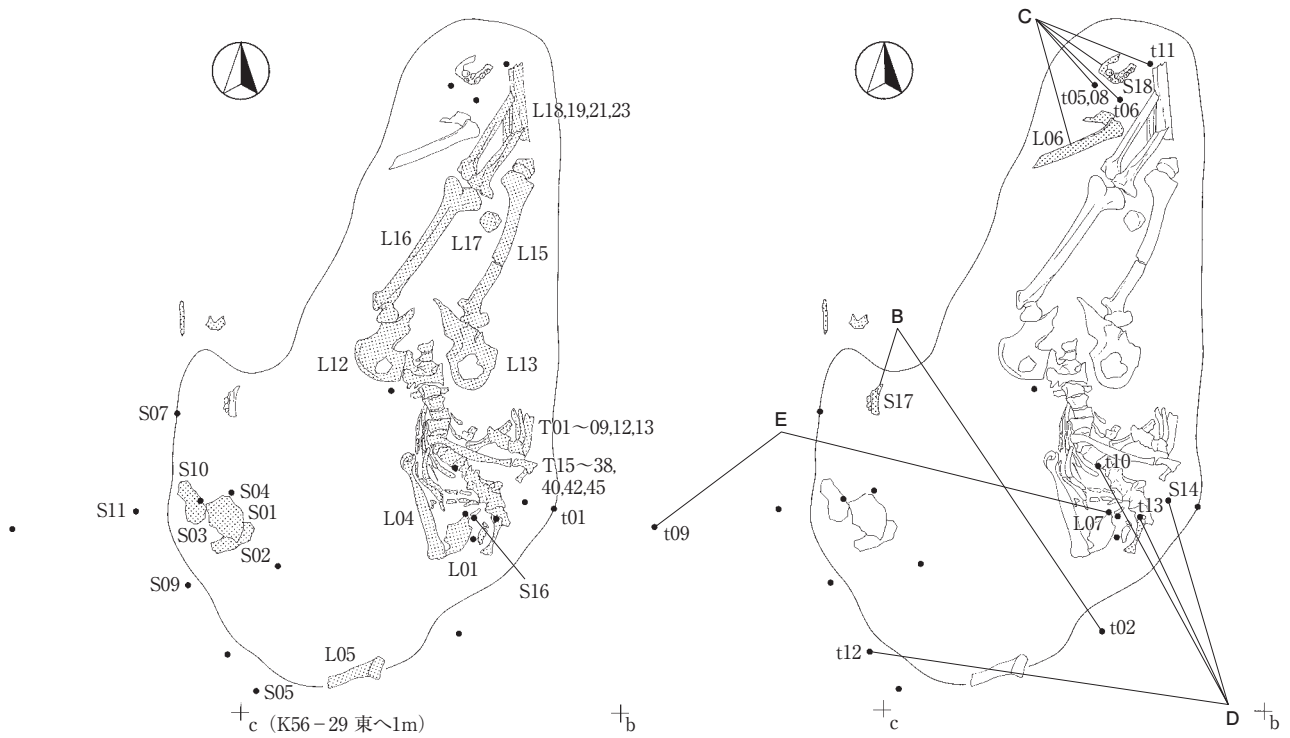 L18,19,21,23
L16
L17
L15
L12
L13
S07
T01～09,12,13
T15～38,
40,42,45
S10
S04
S01
S11
S03
S02
L04
t01
S09
L01
S16
L05
S05
c (K56－29 東へ1m)
b
C
t11
S18
t05,08
t06
L06
B
S17
E
t10
S14
t13
L07
t09
t02
t12
c
D
b